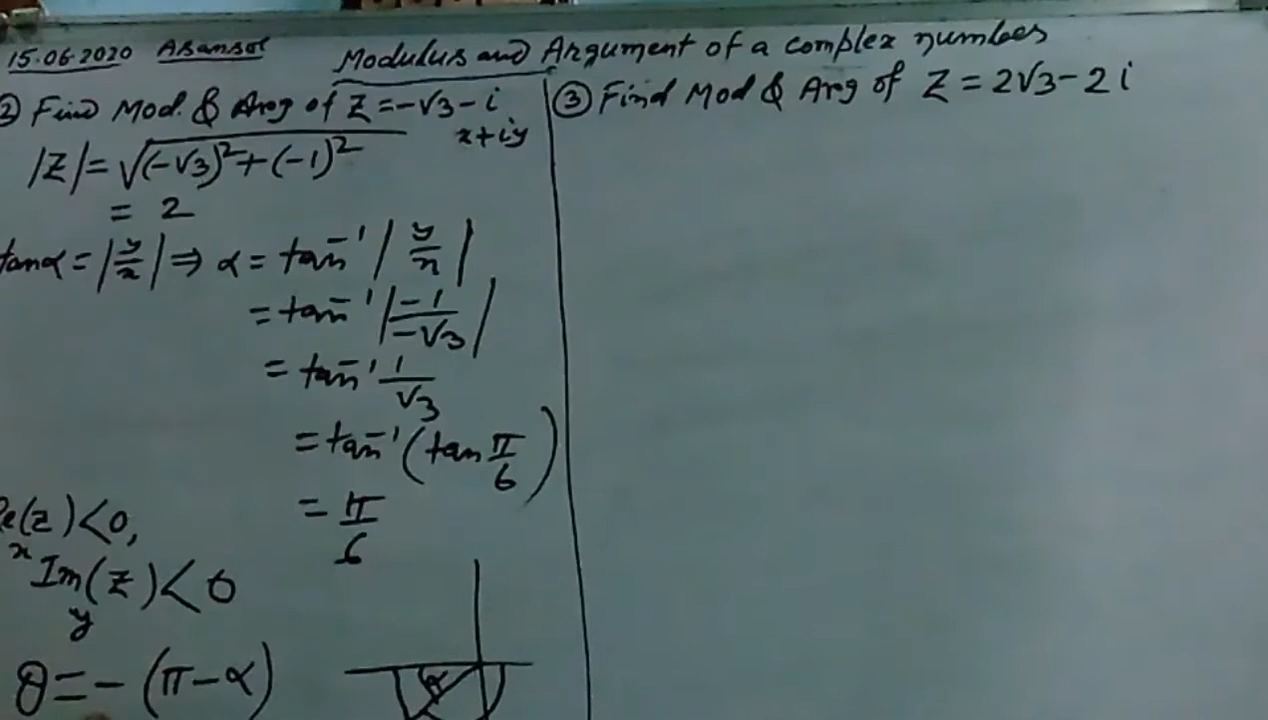 15.06.2020 Asansol Modulus and Argument of a complex number
② Find Mod. & Arg of Z = -√3 - i
x+iy
|Z| = √(-√3)² + (-1)²
= 2
tanα = |y/x| ⇒ α = tan⁻¹ |y/x|
= tan⁻¹ |-1/-√3|
= tan⁻¹ 1/√3
= tan⁻¹ (tan π/6)
= π/6
Re(z) < 0,
x
Im(z) < 0
y
θ = - (π - α)
α
③ Find Mod & Arg of Z = 2√3 - 2i